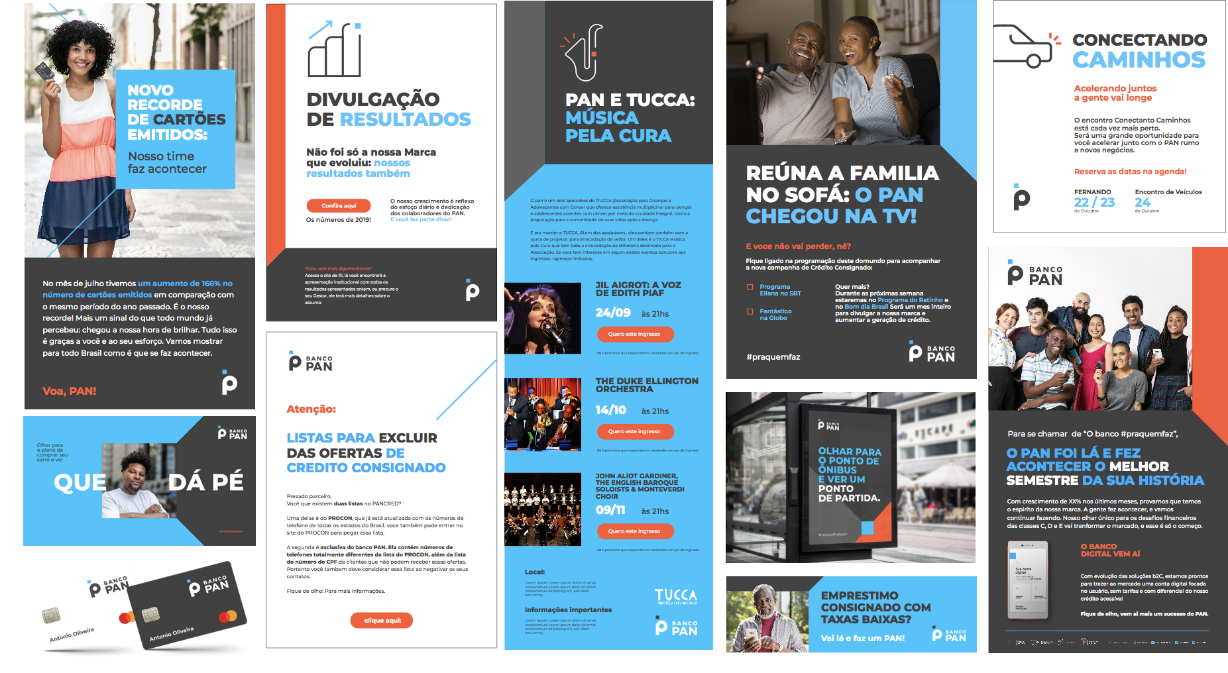 NOVO
RECORDE
DE CARTÕES
EMITIDOS:
Nosso time
faz acontecer
No mês de julho tivemos um aumento de 166% no
número de cartões emitidos em comparação com
o mesmo período do ano passado. É o nosso
recorde! Mais um sinal do que todo mundo já
percebeu: chegou a nossa hora de brilhar. Tudo isso
é graças a você e ao seu esforço. Vamos mostrar
para todo Brasil como é que se faz acontecer.
Voa, PAN!
p
Olhar para
o plano de
comprar seu
carro e ver
BANCO
PAN
QUE DÁ PÉ
BANCO
PAN
Antonio Oliveira
BANCO
PAN
Antonio Oliveira
DIVULGAÇÃO
DE RESULTADOS
Não foi só a nossa Marca
que evoluiu: nossos
resultados também
Confira aqui
Os números de 2019!
O nosso crescimento é reflexo
do esforço diário e dedicação
dos colaboradores do PAN.
E você faz parte disso!
p
BANCO
PAN
Atenção:
LISTAS PARA EXCLUIR
DAS OFERTAS DE
CREDITO CONSIGNADO
Prezado parceiro,
Você que existem duas listas no PANCRED?
Uma delas é do PROCON, que já está atualizada com os números de
telefone de todas os estados do Brasil. Você também pode entrar no
site do PROCON para pegar essa lista.
A segunda é exclusiva do banco PAN. Ela contém números de
telefones totalmente diferentes da lista do PROCON, além da lista
do número do CPF de clientes que não podem receber essas ofertas.
Portanto você tambem deve considerar essa lista ao negativar os seus
contatos.
Fique de olho! Para mais informações.
clique aqui!
PAN E TUCCA:
MÚSICA
PELA CURA
JIL AIGROT: A VOZ
DE EDITH PIAF
24/09 às 21hs
Quero este ingresso
THE DUKE ELLINGTON
ORCHESTRA
14/10 às 21hs
Quero este ingresso
JOHN ALIOT GARDINER,
THE ENGLISH BAROQUE
SOLOISTS & MONTEVERDI
CHOIR
09/11 às 21hs
Quero este ingresso
Local:
Informações importantes
TUCCA
BANCO
PAN
REÚNA A FAMILIA
NO SOFÁ: O PAN
CHEGOU NA TV!
E voce não vai perder, né?
Fique ligado na programação deste domundo para acompanhar
a nova campanha de Crédito Consignado:
Programa
Eliana no SBT
Fantástico
na Globo
Quer mais?
Durante as próximas semana
estaremos no Programa do Ratinho e
no Bom dia Brasil Será um mes inteiro
para divulgar a nossa marca e
aumentar a geração de crédito.
#praquemfaz
BANCO
PAN
BANCO
PAN
OLHAR PARA
O PONTO DE
ÔNIBUS
E VER UM
PONTO
DE PARTIDA.
EMPRESTIMO
CONSIGNADO COM
TAXAS BAIXAS?
Vai lá e faz um PAN!
BANCO
PAN
CONCECTANDO
CAMINHOS
Acelerando juntos
a gente vai longe
O encontro Conectanto Caminhos
está cada vez mais perto.
Será uma grande oportunidade para
você acelerar junto com o PAN rumo
a novos negócios.
Reserva as datas na agenda!
FERNANDO
22 / 23
de Outubro
Encontro de Veículos
24
de Outubro
p
BANCO
PAN
Para se chamar de "O banco #praquemfaz",
O PAN FOI LÁ E FEZ
ACONTECER O MELHOR
SEMESTRE DA SUA HISTÓRIA
Com crescimento de XX% nos últimos meses, provamos que temos
o espírito da nossa marca. A gente faz acontecer, e vamos
continuar fazendo. Nosso olhar único para os desafios financeiros
das classes C, D e E vai tranformar o mercado, e esse é só o começo.
O BANCO
DIGITAL VEM AÍ
Com evolução das soluções b2C, estamos prontos
para trazer ao mercado uma conta digital focada
no usuário, sem tarifas e com diferencial do nosso
crédito acessível
Fique de olho, vem aí mais um sucesso do PAN.